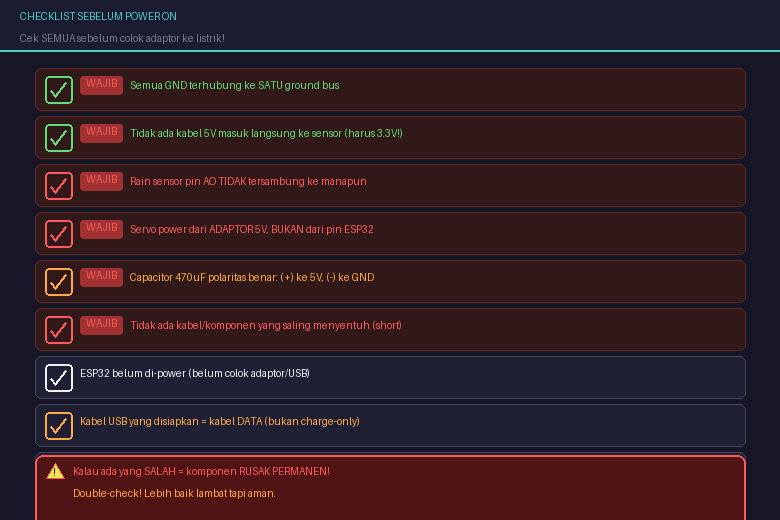 CHECKLIST SEBELUM POWER ON
Cek SEMUA sebelum colok adaptor ke listrik!
WAJIB Semua GND terhubung ke SATU ground bus
WAJIB Tidak ada kabel 5V masuk langsung ke sensor (harus 3.3V!)
WAJIB Rain sensor pin AO TIDAK tersambung ke manapun
WAJIB Servo power dari ADAPTOR 5V, BUKAN dari pin ESP32
WAJIB Capacitor 470uF polaritas benar: (+) ke 5V, (-) ke GND
WAJIB Tidak ada kabel/komponen yang saling menyentuh (short)
ESP32 belum di-power (belum colok adaptor/USB)
Kabel USB yang disiapkan = kabel DATA (bukan charge-only)
Kalau ada yang SALAH = komponen RUSAK PERMANEN!
Double-check! Lebih baik lambat tapi aman.